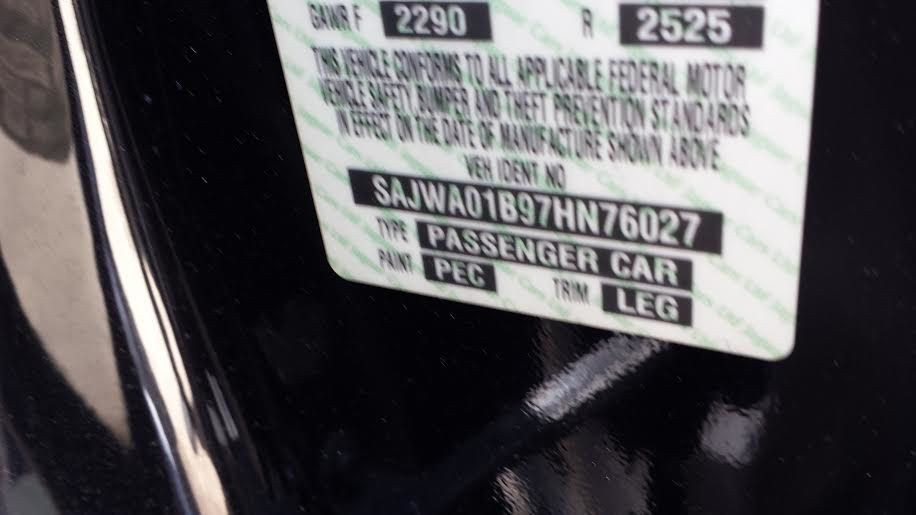 GAWR F 2290 R 2525
THIS VEHICLE CONFORMS TO ALL APPLICABLE FEDERAL MOTOR
VEHICLE SAFETY, BUMPER AND THEFT PREVENTION STANDARDS
IN EFFECT ON THE DATE OF MANUFACTURE SHOWN ABOVE.
VEH IDENT NO
SAJWA01B97HN76027
TYPE PASSENGER CAR
PAINT PEC TRIM LEG